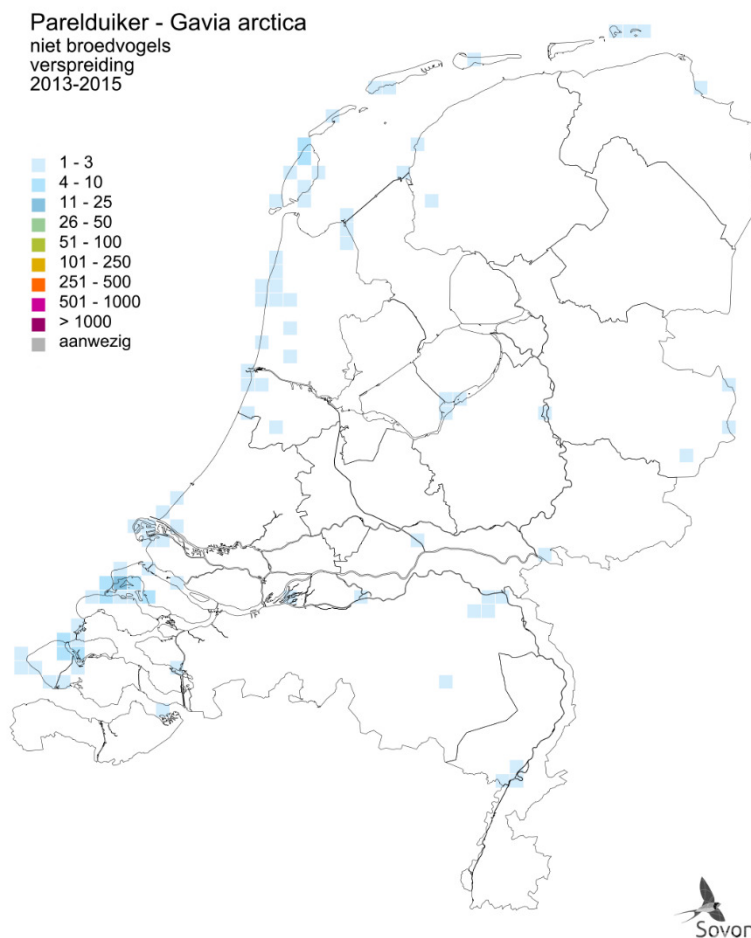 Parelduiker - Gavia arctica
niet broedvogels
verspreiding
2013-2015
1 - 3
4 - 10
11 - 25
26 - 50
51 - 100
101 - 250
251 - 500
501 - 1000
> 1000
aanwezig
Sovon